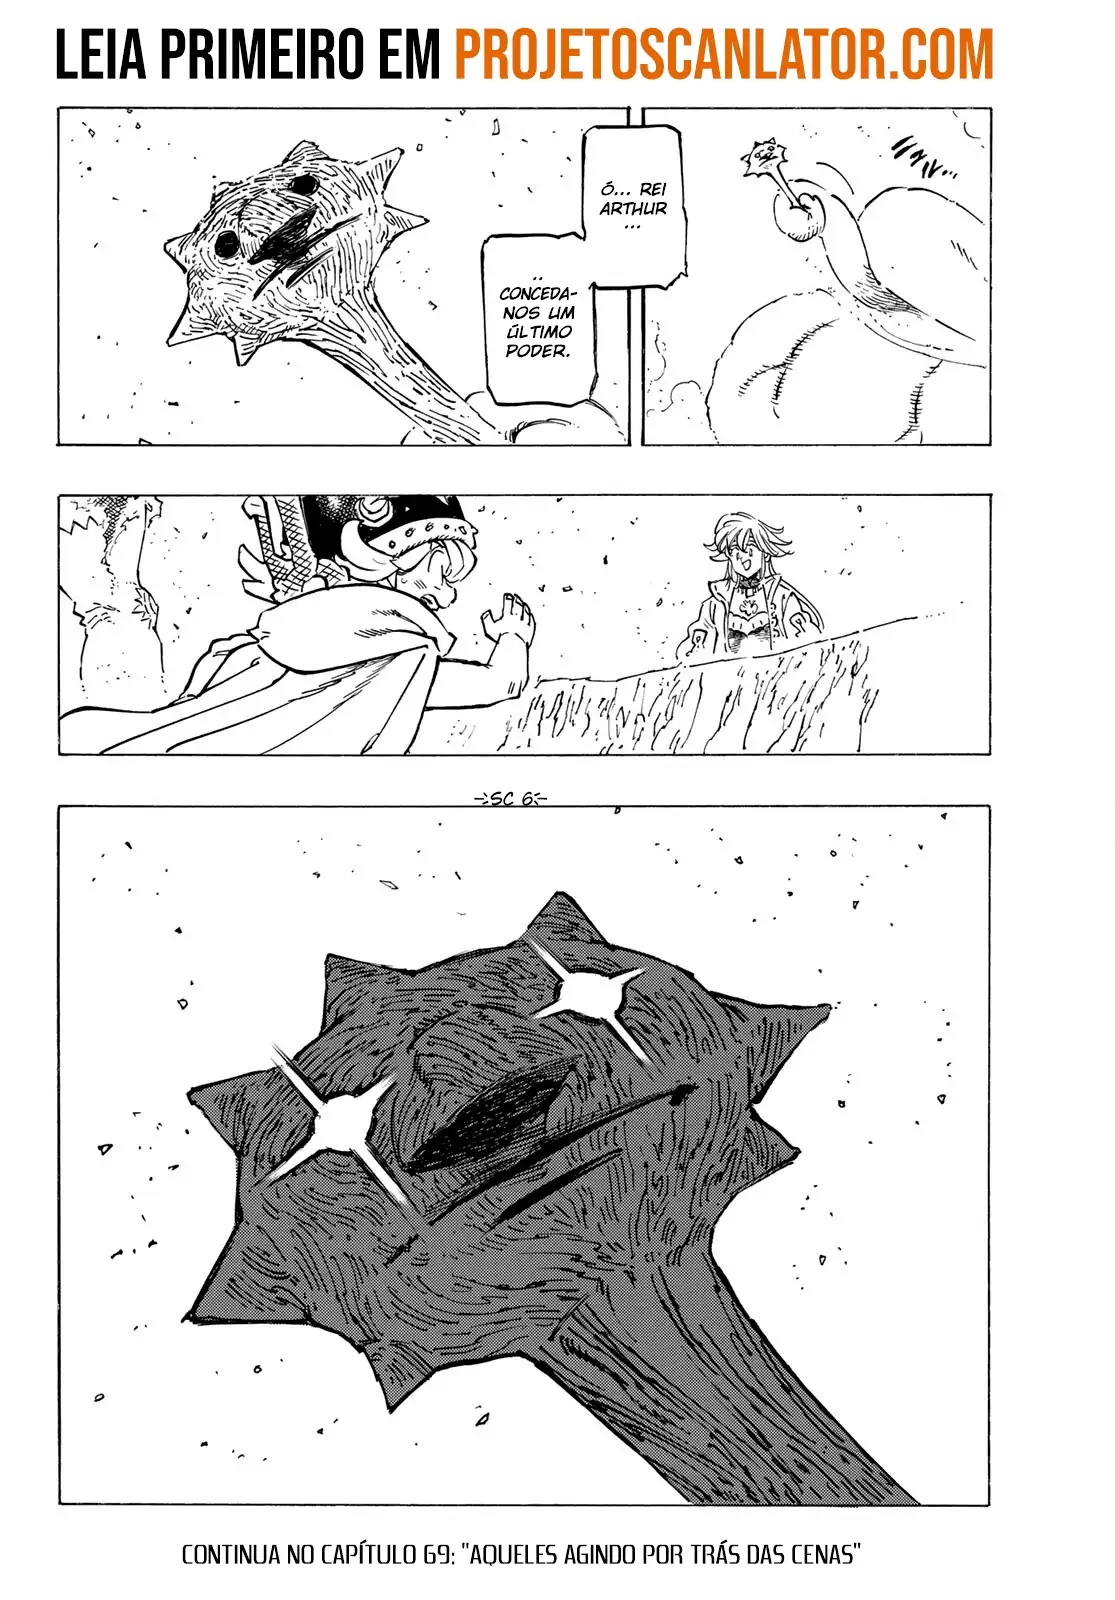 LEIA PRIMEIRO EM PROJETOSCANLATOR.COM
Ó... REI
ARTHUR
...
..
CONCEDA-
NOS UM
ÚLTIMO
PODER.
SC 6
CONTINUA NO CAPÍTULO 69: "AQUELES AGINDO POR TRÁS DAS CENAS"